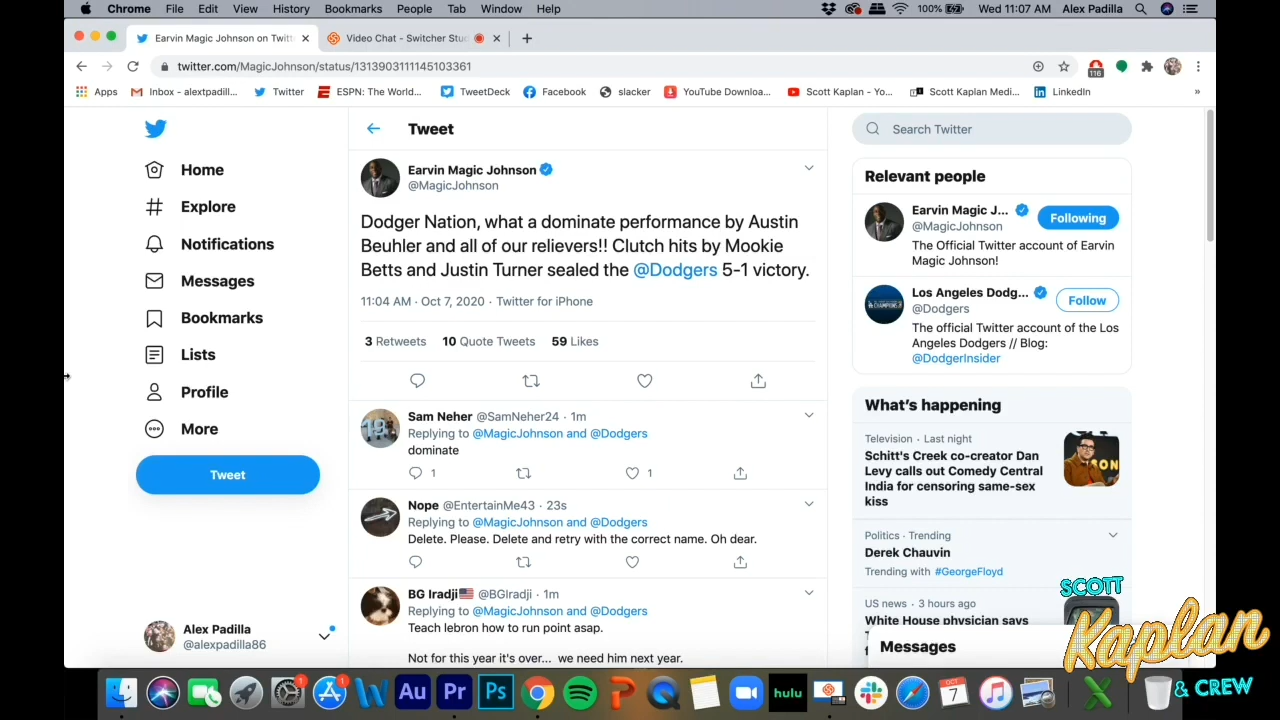 Chrome File Edit View History Bookmarks People Tab Window Help 100% Wed 11:07 AM Alex Padilla
Earvin Magic Johnson on Twitt Video Chat - Switcher Stu
twitter.com/MagicJohnson/status/1313903111145103361
116
Apps Inbox - alextpadill... Twitter ESPN: The World... TweetDeck Facebook slacker YouTube Downloa... Scott Kaplan - Yo... Scott Kaplan Medi... LinkedIn »
Home
Explore
Notifications
Messages
Bookmarks
Lists
Profile
More
Tweet
Alex Padilla
@alexpadilla86
Tweet
Earvin Magic Johnson
@MagicJohnson
Dodger Nation, what a dominate performance by Austin
Beuhler and all of our relievers!! Clutch hits by Mookie
Betts and Justin Turner sealed the @Dodgers 5-1 victory.
11:04 AM · Oct 7, 2020 · Twitter for iPhone
3 Retweets 10 Quote Tweets 59 Likes
Sam Neher @SamNeher24 · 1m
Replying to @MagicJohnson and @Dodgers
dominate
1 1
Nope @EntertainMe43 · 23s
Replying to @MagicJohnson and @Dodgers
Delete. Please. Delete and retry with the correct name. Oh dear.
BG Iradji @BGIradji · 1m
Replying to @MagicJohnson and @Dodgers
Teach lebron how to run point asap.
Not for this year it's over... we need him next year.
Search Twitter
Relevant people
Earvin Magic J...
@MagicJohnson
Following
The Official Twitter account of Earvin
Magic Johnson!
Los Angeles Dodg...
@Dodgers
Follow
The official Twitter account of the Los
Angeles Dodgers // Blog:
@DodgerInsider
What's happening
Television · Last night
Schitt's Creek co-creator Dan
Levy calls out Comedy Central
India for censoring same-sex
kiss
Politics · Trending
Derek Chauvin
Trending with #GeorgeFloyd
US news · 3 hours ago
White House physician says
Messages
SCOTT
Kaplan
& CREW
1 1 Au Pr Ps hulu OCT 7